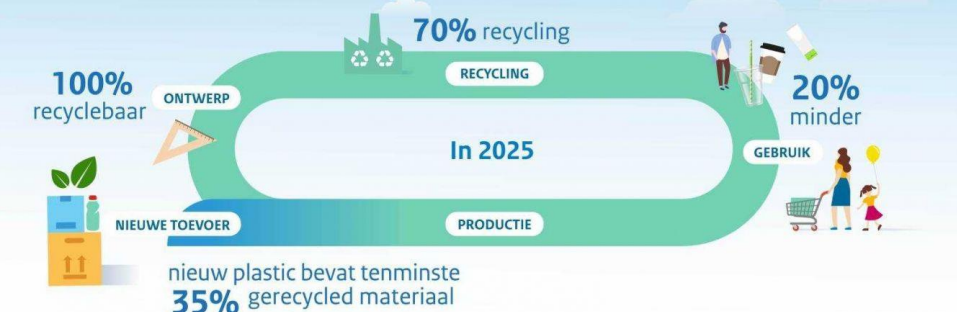 70% recycling
RECYCLING
100%
recyclebaar
ONTWERP
20%
minder
In 2025
GEBRUIK
NIEUWE TOEVOER
PRODUCTIE
nieuw plastic bevat tenminste
35% gerecycled materiaal